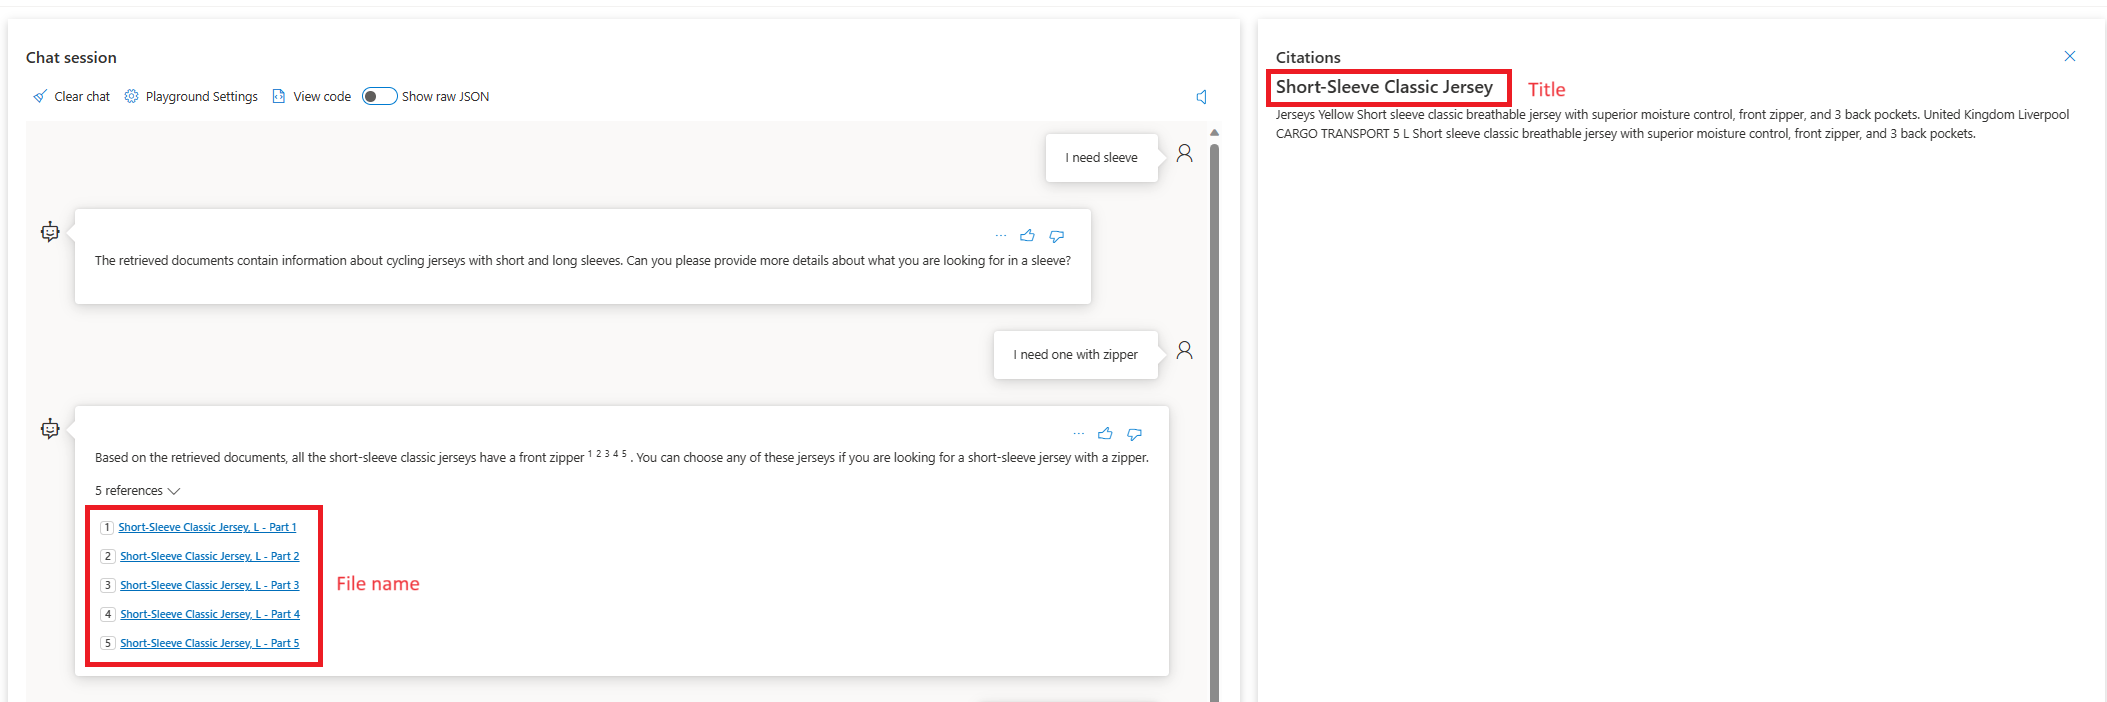 Chat session
Clear chat
Playground Settings
View code
Show raw JSON
I need sleeve
...
The retrieved documents contain information about cycling jerseys with short and long sleeves. Can you please provide more details about what you are looking for in a sleeve?
I need one with zipper
...
Based on the retrieved documents, all the short-sleeve classic jerseys have a front zipper 1 2 3 4 5 . You can choose any of these jerseys if you are looking for a short-sleeve jersey with a zipper.
5 references
1 Short-Sleeve Classic Jersey, L - Part 1
2 Short-Sleeve Classic Jersey, L - Part 2
3 Short-Sleeve Classic Jersey, L - Part 3
4 Short-Sleeve Classic Jersey, L - Part 4
5 Short-Sleeve Classic Jersey, L - Part 5
File name
Citations
Short-Sleeve Classic Jersey
Title
Jerseys Yellow Short sleeve classic breathable jersey with superior moisture control, front zipper, and 3 back pockets. United Kingdom Liverpool
CARGO TRANSPORT 5 L Short sleeve classic breathable jersey with superior moisture control, front zipper, and 3 back pockets.